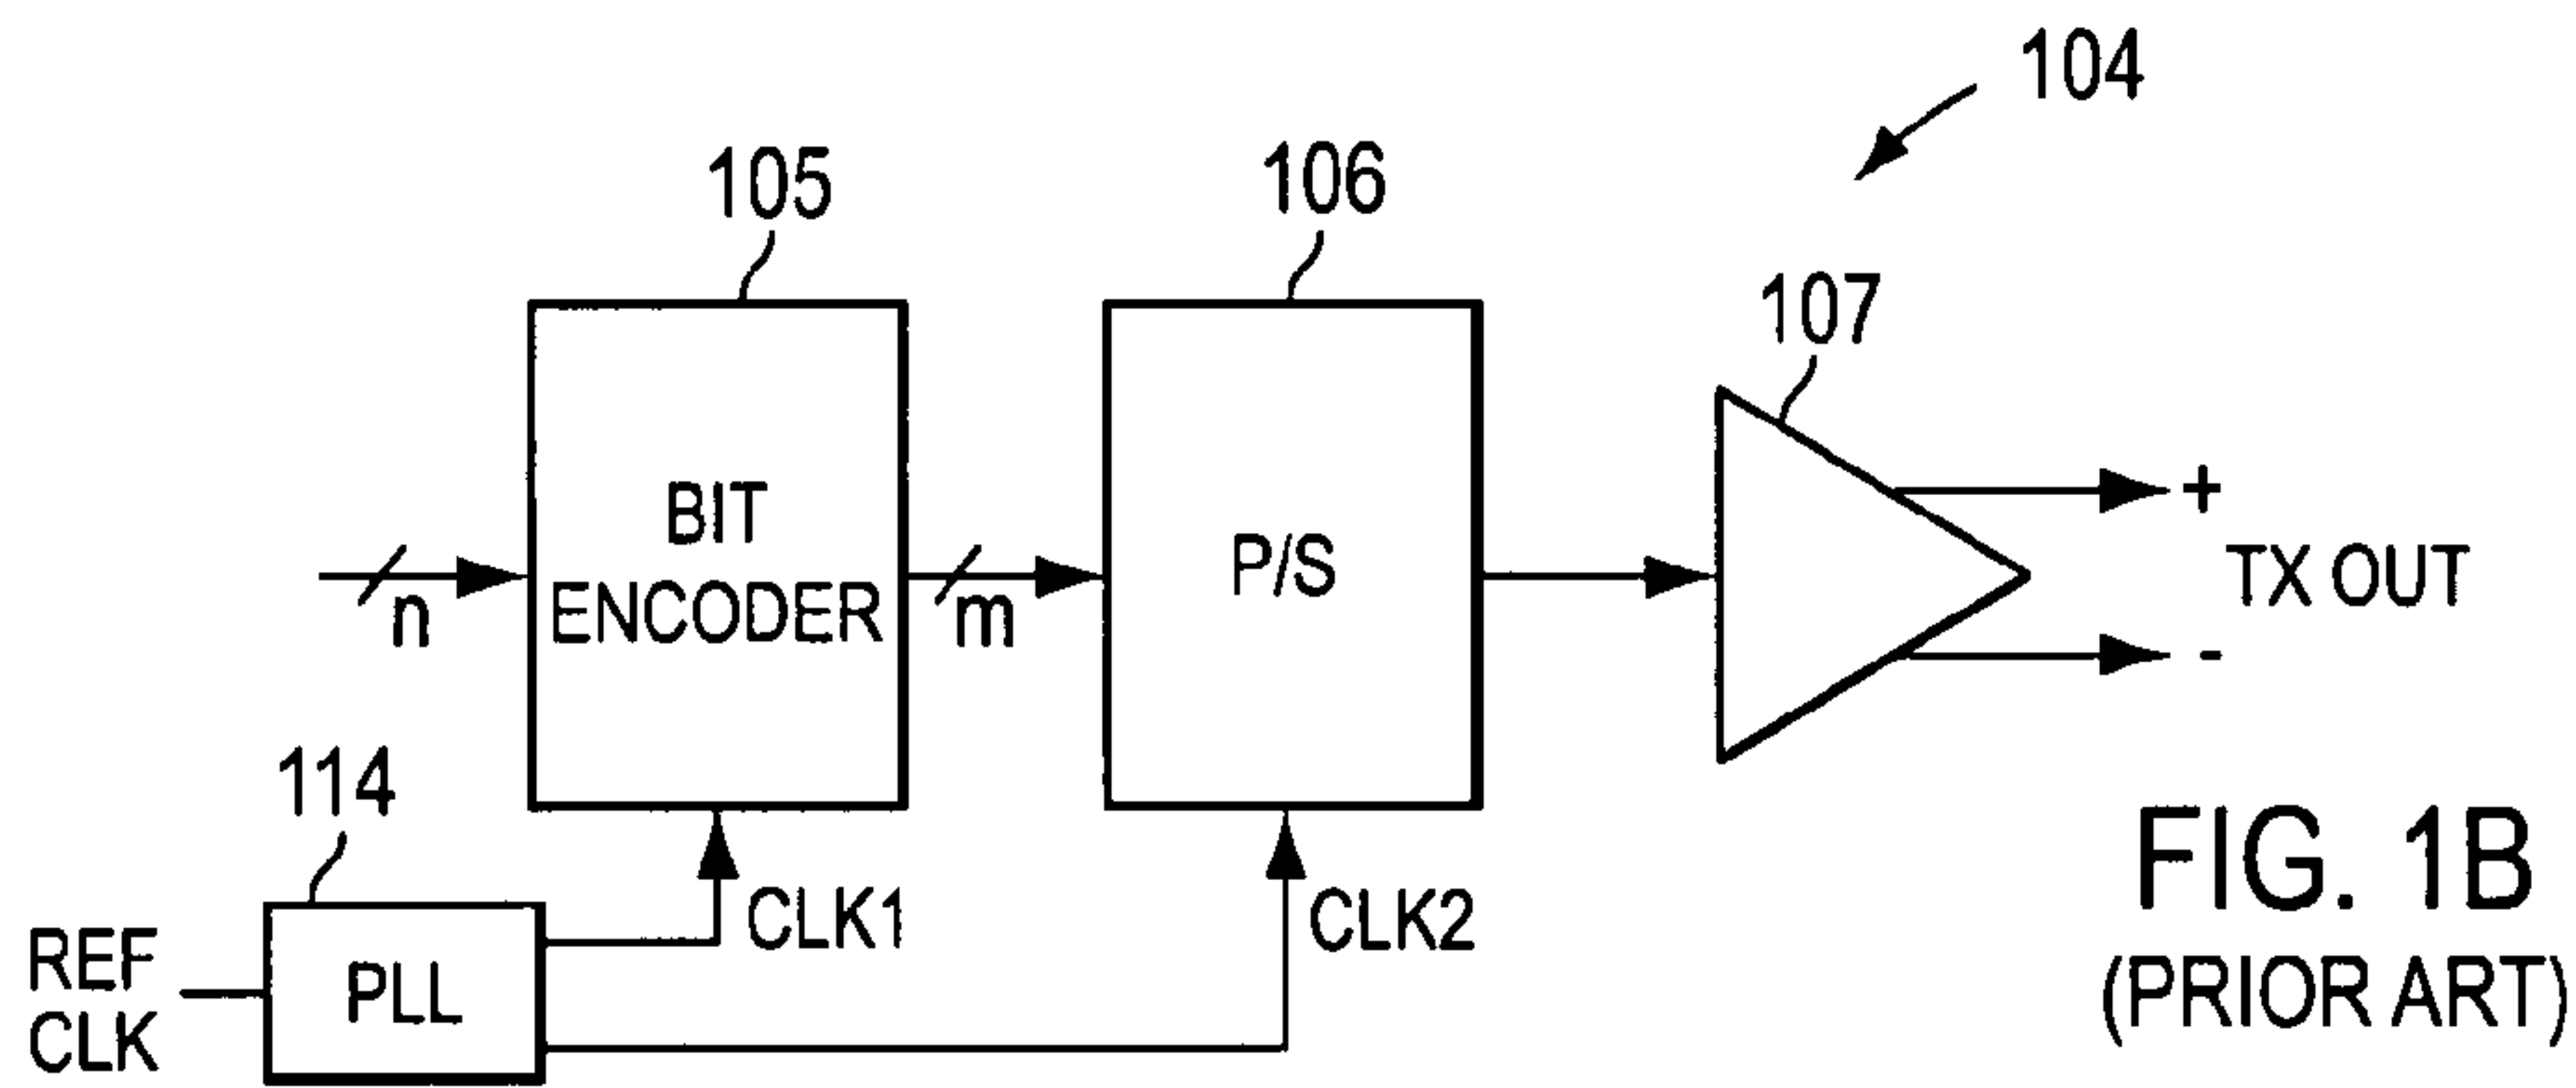 104
105
106
107
n
BIT
ENCODER
m
P/S
+
TX OUT
-
114
REF
CLK
PLL
CLK1
CLK2
FIG. 1B
(PRIOR ART)